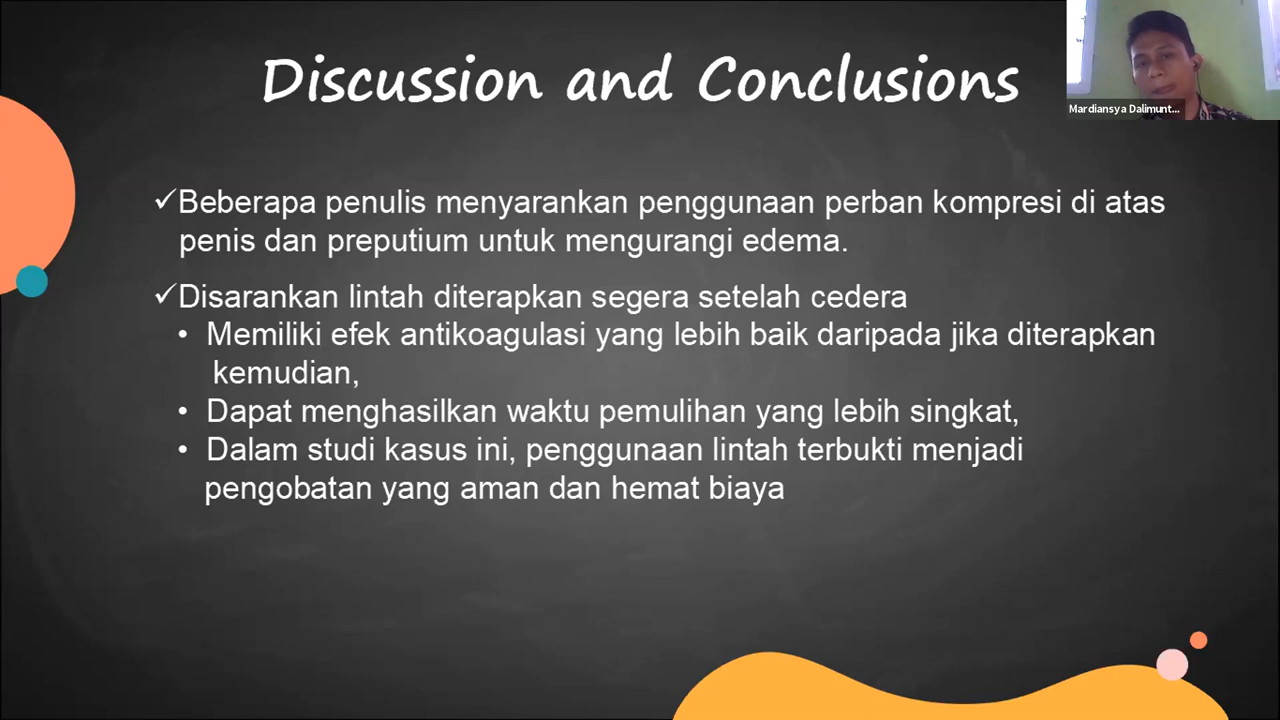 Discussion and Conclusions
Mardiansya Dalimunt...
✓Beberapa penulis menyarankan penggunaan perban kompresi di atas
penis dan preputium untuk mengurangi edema.
✓Disarankan lintah diterapkan segera setelah cedera
• Memiliki efek antikoagulasi yang lebih baik daripada jika diterapkan
kemudian,
• Dapat menghasilkan waktu pemulihan yang lebih singkat,
• Dalam studi kasus ini, penggunaan lintah terbukti menjadi
pengobatan yang aman dan hemat biaya